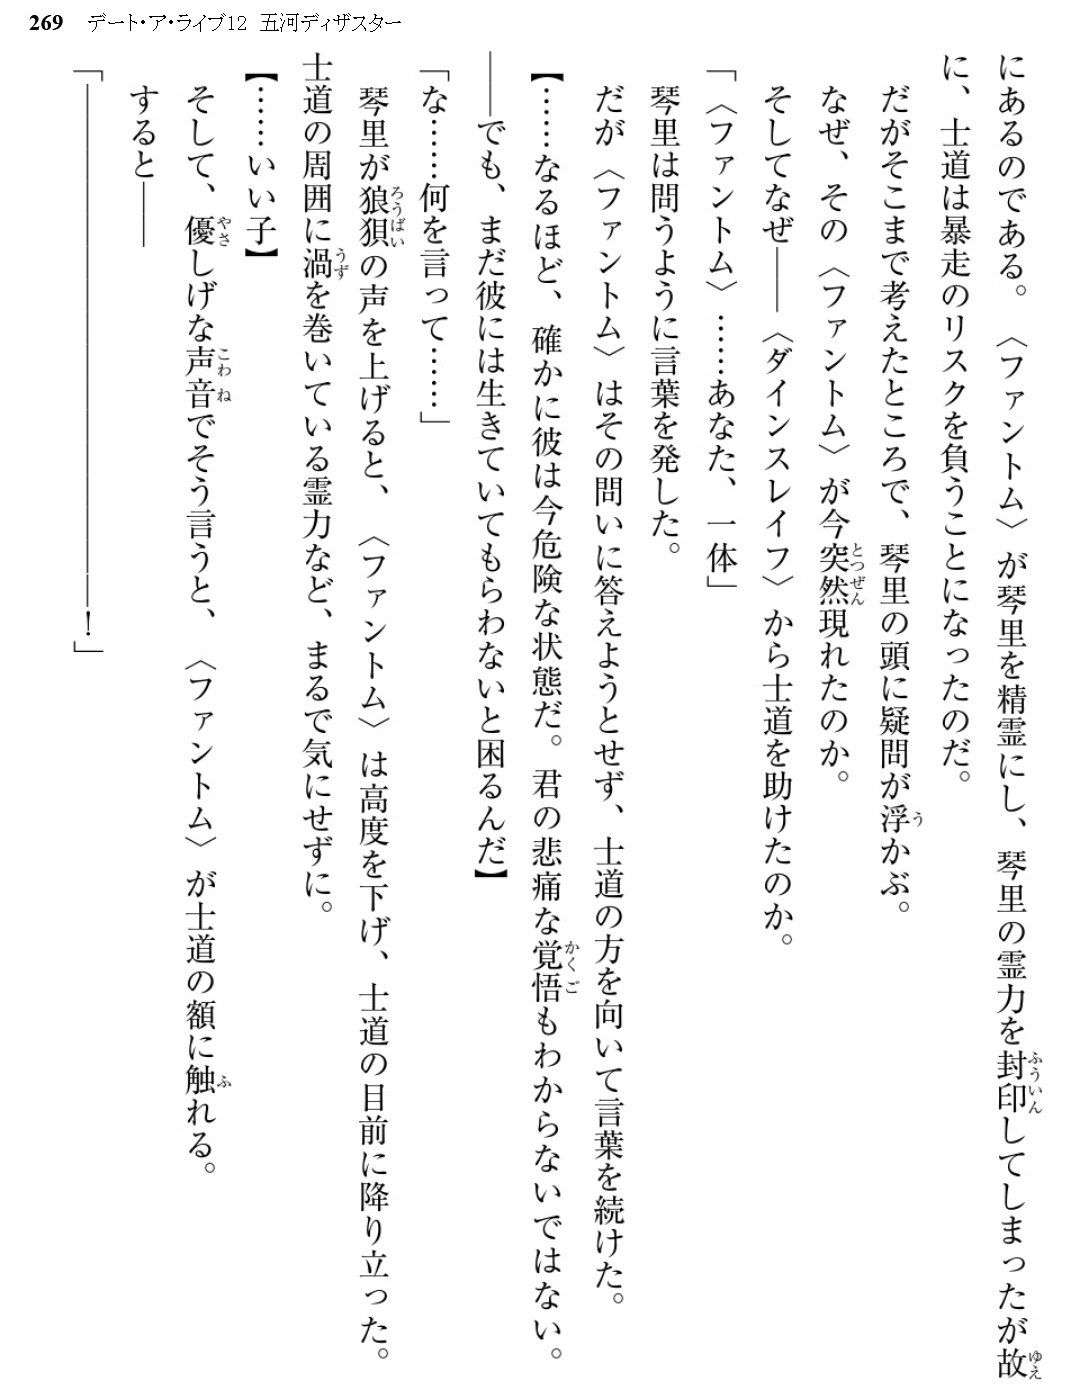 269 デート・ア・ライブ12 五河ディザスター
にあるのである。〈ファントム〉が琴里を精霊にし、琴里の霊力を封印してしまったが故
に、士道は暴走のリスクを負うことになったのだ。
だがそこまで考えたところで、琴里の頭に疑問が浮かぶ。
なぜ、その〈ファントム〉が今突然現れたのか。
そしてなぜ――〈ダインスレイフ〉から士道を助けたのか。
「〈ファントム〉……あなた、一体」
琴里は問うように言葉を発した。
だが〈ファントム〉はその問いに答えようとせず、士道の方を向いて言葉を続けた。
【……なるほど、確かに彼は今危険な状態だ。君の悲痛な覚悟もわからないではない。
――でも、まだ彼には生きていてもらわないと困るんだ】
「な……何を言って……」
琴里が狼狽の声を上げると、〈ファントム〉は高度を下げ、士道の目前に降り立った。
士道の周囲に渦を巻いている霊力など、まるで気にせずに。
【……いい子】
そして、優しげな声音でそう言うと、〈ファントム〉が士道の額に触れる。
すると――
「――――――――――――――――！」